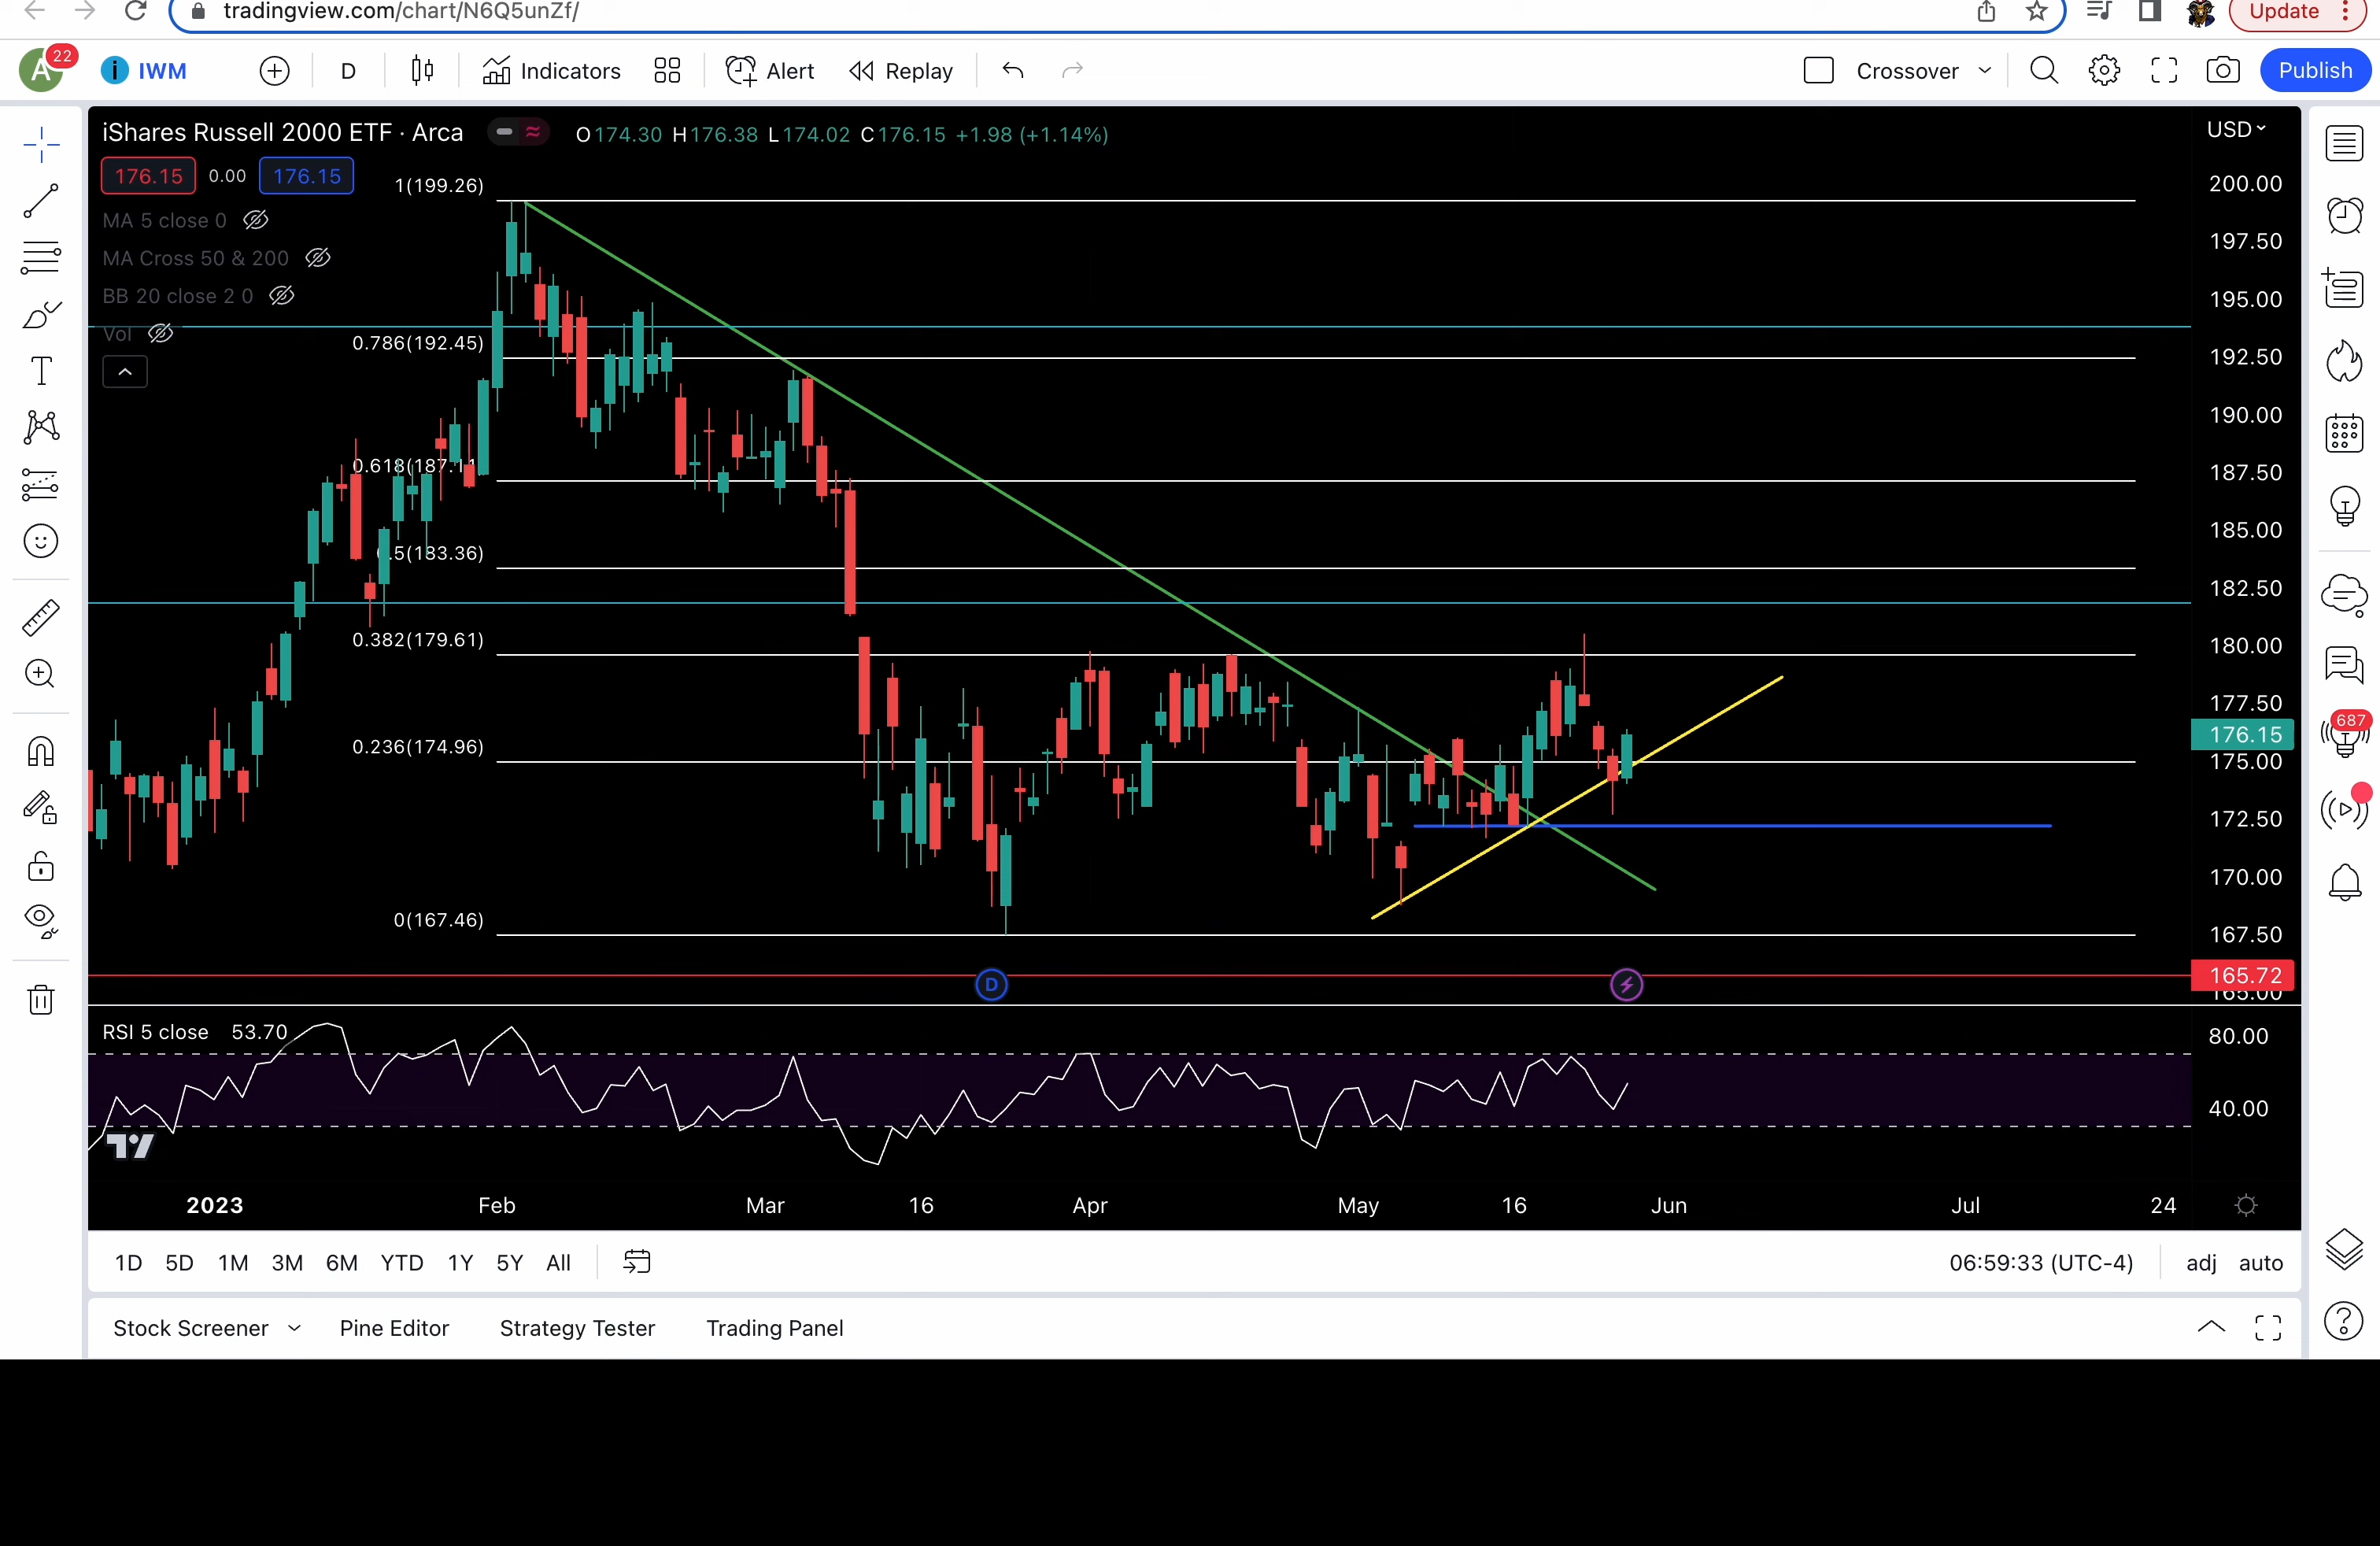 tradingview.com/chart/N6Q5unZf/
Update
A 22 IWM D Indicators Alert Replay Crossover Publish
iShares Russell 2000 ETF · Arca O174.30 H176.38 L174.02 C176.15 +1.98 (+1.14%) USD
176.15 0.00 176.15
MA 5 close 0
MA Cross 50 & 200
BB 20 close 2 0
Vol
1(199.26)
0.786(192.45)
0.618(187.11)
0.5(183.36)
0.382(179.61)
0.236(174.96)
0(167.46)
200.00
197.50
195.00
192.50
190.00
187.50
185.00
182.50
180.00
177.50
176.15
175.00
172.50
170.00
167.50
165.72
165.00
D
687
RSI 5 close 53.70
80.00
40.00
2023 Feb Mar 16 Apr May 16 Jun Jul 24
1D 5D 1M 3M 6M YTD 1Y 5Y All 06:59:33 (UTC-4) adj auto
Stock Screener Pine Editor Strategy Tester Trading Panel